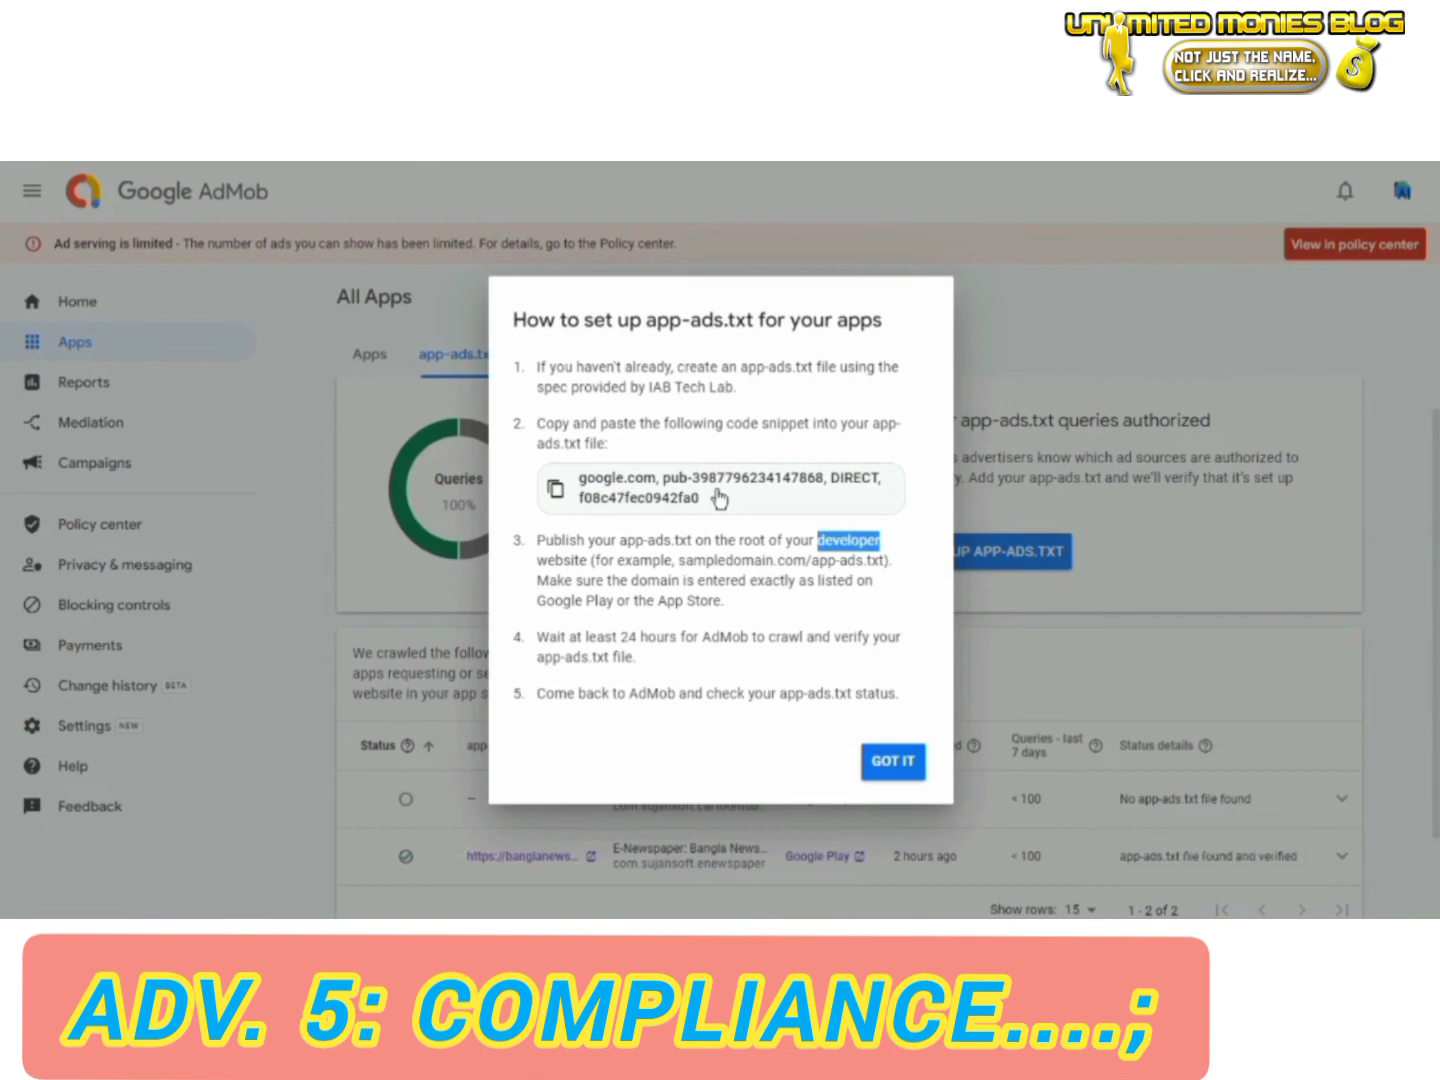 UNLIMITED MONIES BLOG
NOT JUST THE NAME,
CLICK AND REALIZE...
$
Google AdMob
Ad serving is limited - The number of ads you can show has been limited. For details, go to the Policy center.
View in policy center
Home
Apps
Reports
Mediation
Campaigns
Policy center
Privacy & messaging
Blocking controls
Payments
Change history BETA
Settings NEW
Help
Feedback
All Apps
Apps
app-ads.tx
Queries
100%
app-ads.txt queries authorized
advertisers know which ad sources are authorized to
y. Add your app-ads.txt and we'll verify that it's set up
UP APP-ADS.TXT
How to set up app-ads.txt for your apps
1. If you haven't already, create an app-ads.txt file using the
spec provided by IAB Tech Lab.
2. Copy and paste the following code snippet into your app-
ads.txt file:
google.com, pub-3987796234147868, DIRECT,
f08c47fec0942fa0
3. Publish your app-ads.txt on the root of your developer
website (for example, sampledomain.com/app-ads.txt).
Make sure the domain is entered exactly as listed on
Google Play or the App Store.
4. Wait at least 24 hours for AdMob to crawl and verify your
app-ads.txt file.
5. Come back to AdMob and check your app-ads.txt status.
GOT IT
We crawled the follow
apps requesting or se
website in your app s
Status
app
d
Queries - last
7 days
Status details
–
< 100
No app-ads.txt file found
https://banglanews...
E-Newspaper: Bangla News...
com.sujansoft.enewspaper
Google Play
2 hours ago
< 100
app-ads.txt file found and verified
Show rows: 15
1 - 2 of 2
ADV. 5: COMPLIANCE....;